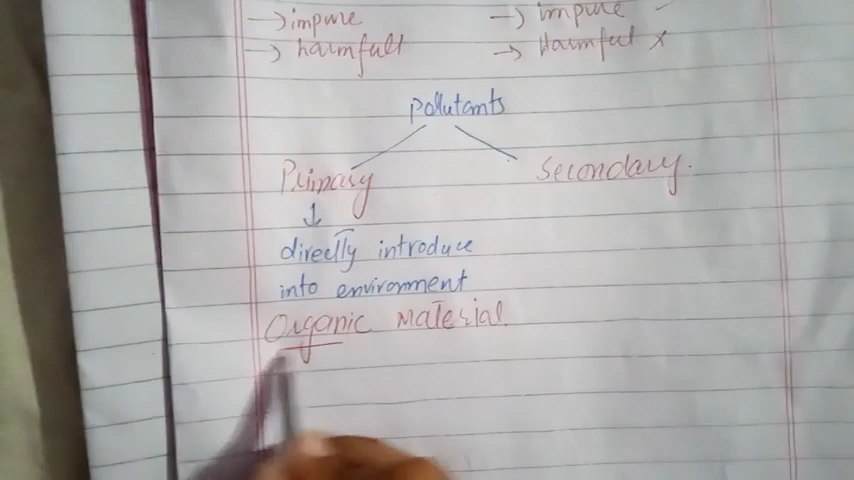 → impure → impure
→ harmfull → Harmful x
pollutants
Primary Secondary.
↓
directly introduce
into environment
Organic Material